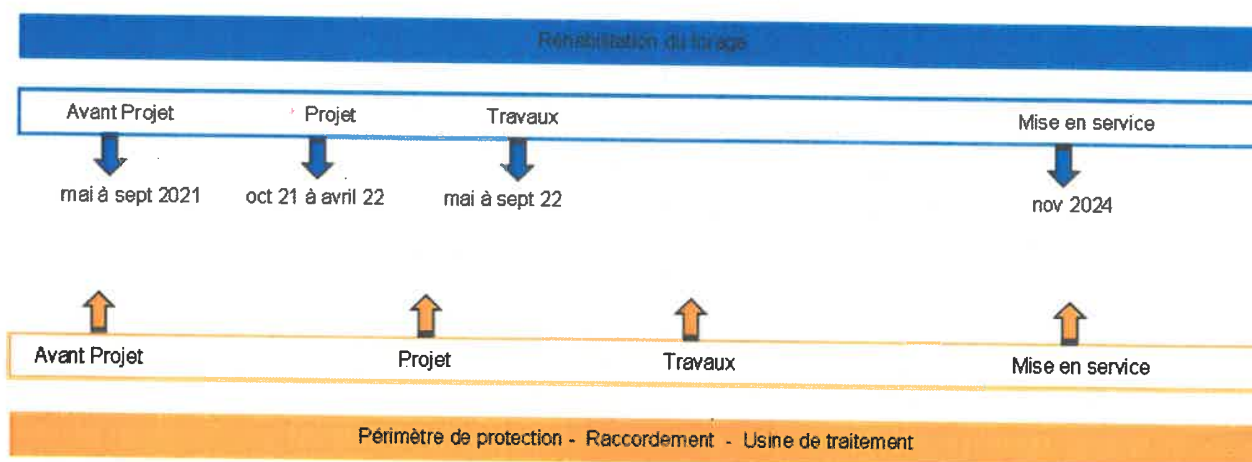 Réhabilitation du forage
Avant Projet Projet Travaux Mise en service
mai à sept 2021 oct 21 à avril 22 mai à sept 22 nov 2024
Avant Projet Projet Travaux Mise en service
Périmètre de protection - Raccordement - Usine de traitement